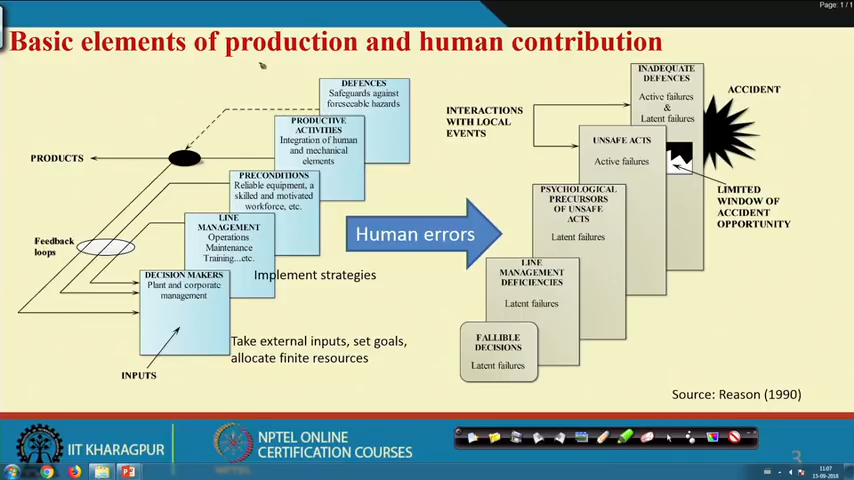 Page: 1 / 1
Basic elements of production and human contribution
DEFENCES
Safeguards against
foreseeable hazards
PRODUCTIVE
ACTIVITIES
Integration of human
and mechanical
elements
PRODUCTS
PRECONDITIONS
Reliable equipment, a
skilled and motivated
workforce, etc.
LINE
MANAGEMENT
Operations
Maintenance
Training...etc.
Feedback
loops
DECISION MAKERS
Plant and corporate
management
Implement strategies
Take external inputs, set goals,
allocate finite resources
INPUTS
Human errors
INADEQUATE
DEFENCES
Active failures
&
Latent failures
ACCIDENT
INTERACTIONS
WITH LOCAL
EVENTS
UNSAFE ACTS
Active failures
PSYCHOLOGICAL
PRECURSORS
OF UNSAFE
ACTS
Latent failures
LIMITED
WINDOW OF
ACCIDENT
OPPORTUNITY
LINE
MANAGEMENT
DEFICIENCIES
Latent failures
FALLIBLE
DECISIONS
Latent failures
Source: Reason (1990)
IIT KHARAGPUR
NPTEL ONLINE
CERTIFICATION COURSES
NPTEL
3
11:07
15-09-2018